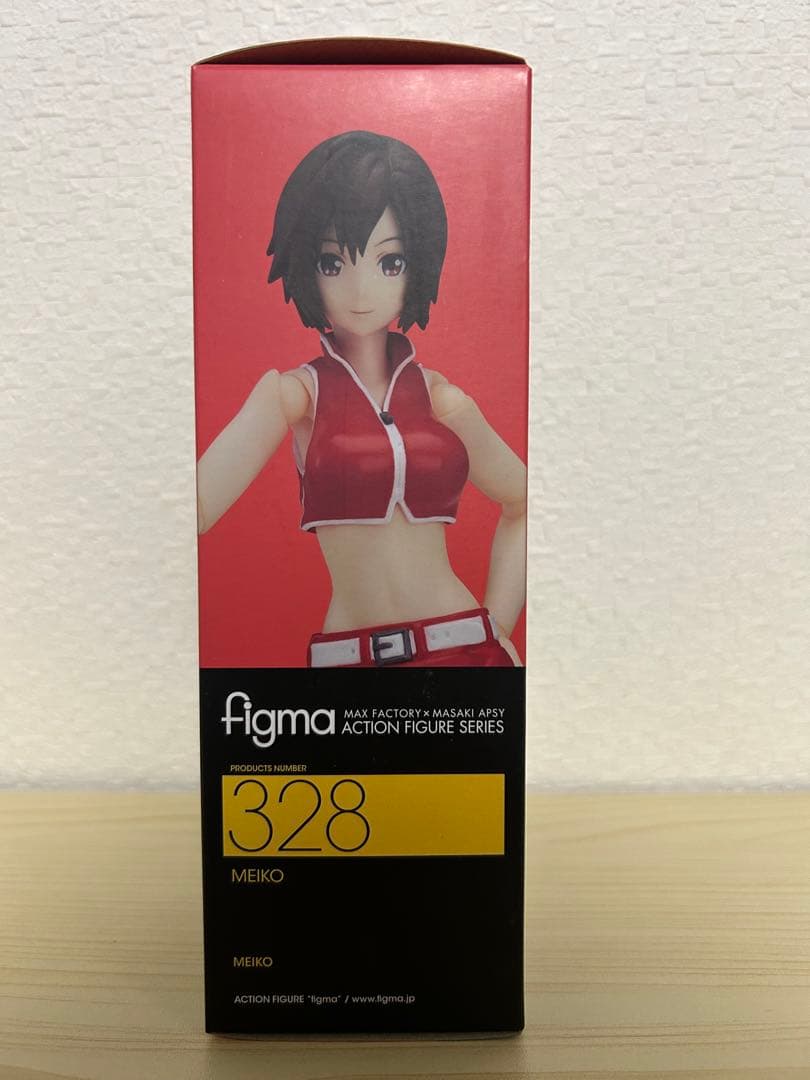 figma MAX FACTORY × MASAKI APSY
ACTION FIGURE SERIES
PRODUCTS NUMBER
328
MEIKO
MEIKO
ACTION FIGURE "figma" / www.figma.jp